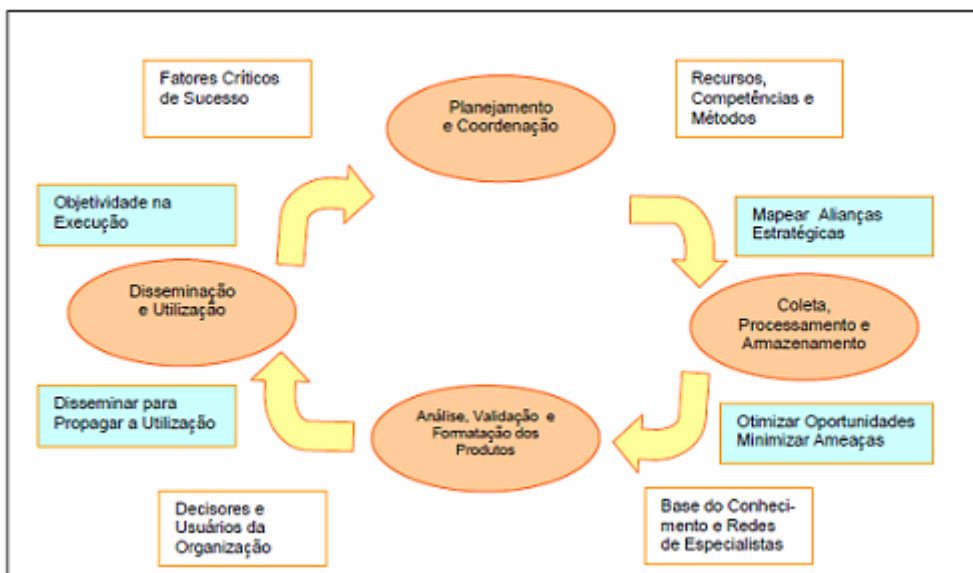 Fatores Críticos
de Sucesso
Planejamento
e Coordenação
Recursos,
Competências e
Métodos
Objetividade na
Execução
Mapear Alianças
Estratégicas
Disseminação
e Utilização
Coleta,
Processamento e
Armazenamento
Disseminar para
Propagar a Utilização
Análise, Validação e
Formatação dos
Produtos
Otimizar Oportunidades
Minimizar Ameaças
Decisores e
Usuários da
Organização
Base do Conheci-
mento e Redes
de Especialistas